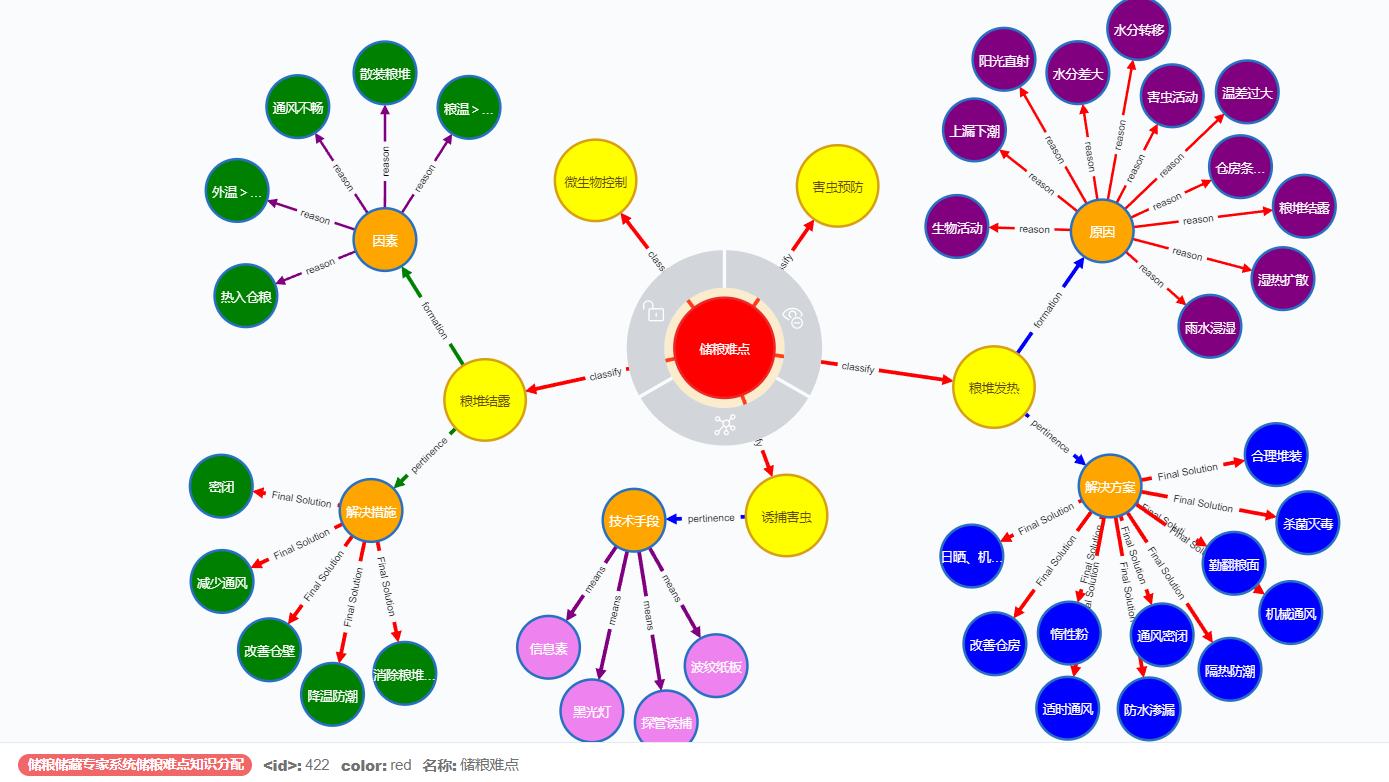 水分转移
阳光直射
水分差大
散装粮堆
害虫活动
温差过大
通风不畅
粮温＞...
上漏下潮
reason
reason
reason
reason
reason
reason
reason
reason
仓房条...
微生物控制
害虫预防
外温＞...
reason
reason
reason
粮堆结露
reason
reason
生物活动
reason
原因
因素
reason
reason
reason
湿热扩散
热入仓粮
formation
formation
雨水浸湿
储粮难点
classify
classify
粮堆发热
粮堆结露
pertinence
pertinence
合理堆装
密闭
Final Solution
解决措施
Final Solution
解决方案
Final Solution
诱捕害虫
pertinence
技术手段
Final Solution
杀菌灭毒
Final Solution
Final Solution
日晒、机...
勤翻粮面
减少通风
Final Solution
Final Solution
Final Solution
Final Solution
Final Solution
Final Solution
Final Solution
means
means
means
means
机械通风
改善仓壁
信息素
波纹纸板
改善仓房
惰性粉
通风密闭
隔热防潮
降温防潮
消除粮堆...
黑光灯
探管诱捕
适时通风
防水渗漏
储粮储藏专家系统储粮难点知识分配 <id>: 422 color: red 名称: 储粮难点